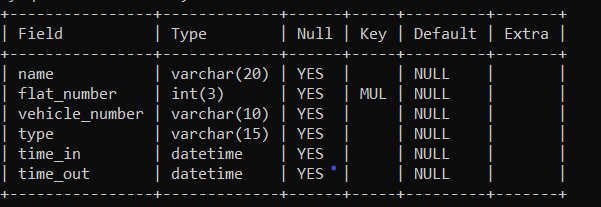 Field | Type | Null | Key | Default | Extra
name | varchar(20) | YES | | NULL |
flat_number | int(3) | YES | MUL | NULL |
vehicle_number | varchar(10) | YES | | NULL |
type | varchar(15) | YES | | NULL |
time_in | datetime | YES | | NULL |
time_out | datetime | YES | | NULL |